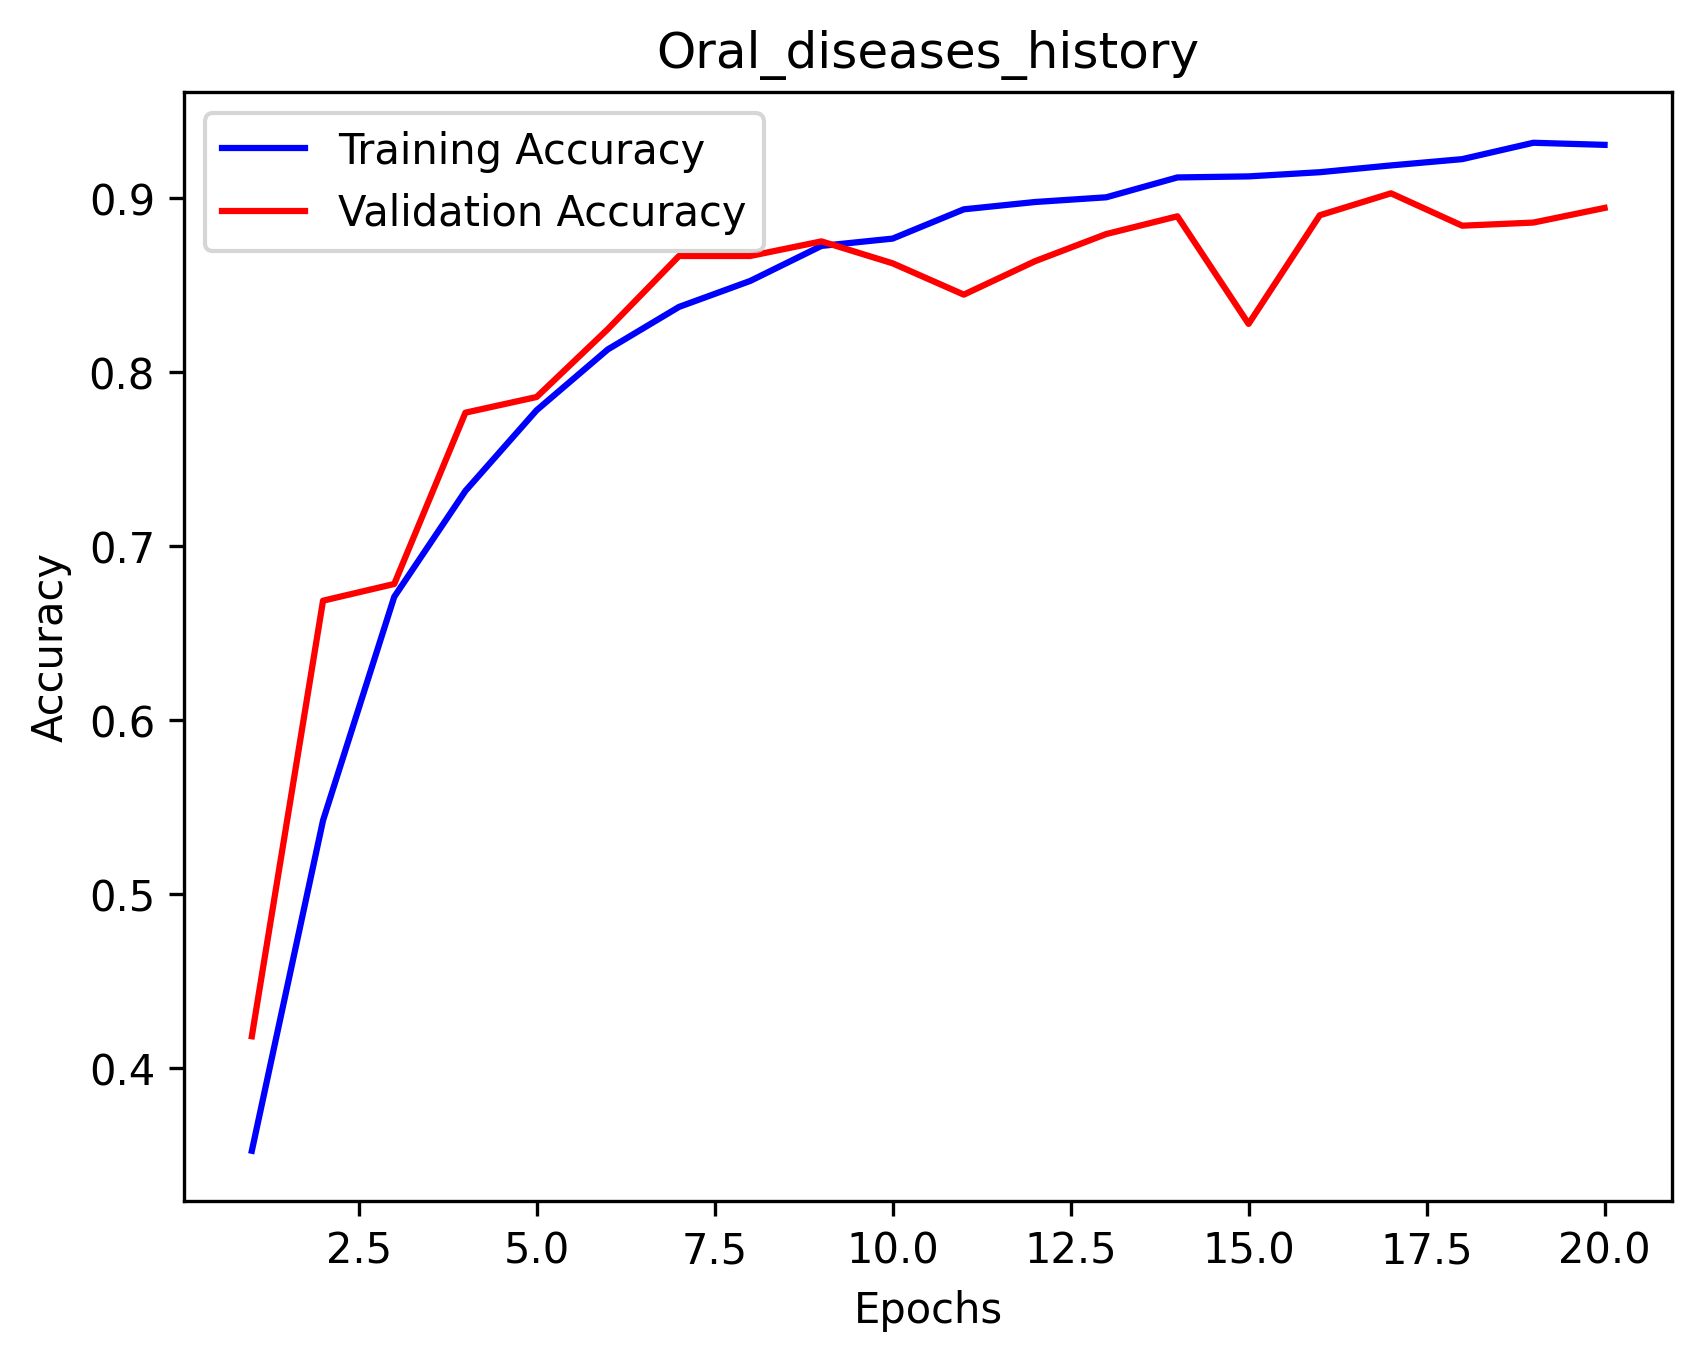 Oral_diseases_history
Training Accuracy
Validation Accuracy
Accuracy
0.9
0.8
0.7
0.6
0.5
0.4
2.5 5.0 7.5 10.0 12.5 15.0 17.5 20.0
Epochs